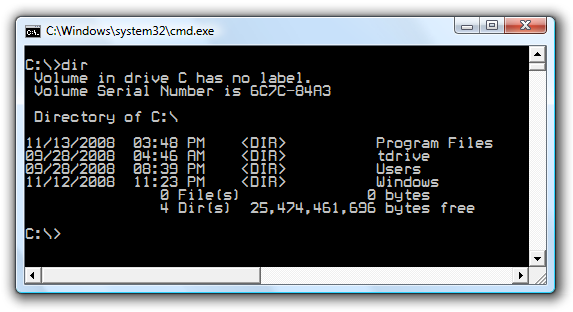 C:\Windows\system32\cmd.exe
C:\>dir
Volume in drive C has no label.
Volume Serial Number is 6C7C-84A3
Directory of C:\
11/13/2008 03:48 PM <DIR> Program Files
09/28/2008 04:46 AM <DIR> tdrive
09/28/2008 08:39 PM <DIR> Users
11/12/2008 11:23 PM <DIR> Windows
0 File(s) 0 bytes
4 Dir(s) 25,474,461,696 bytes free
C:\>